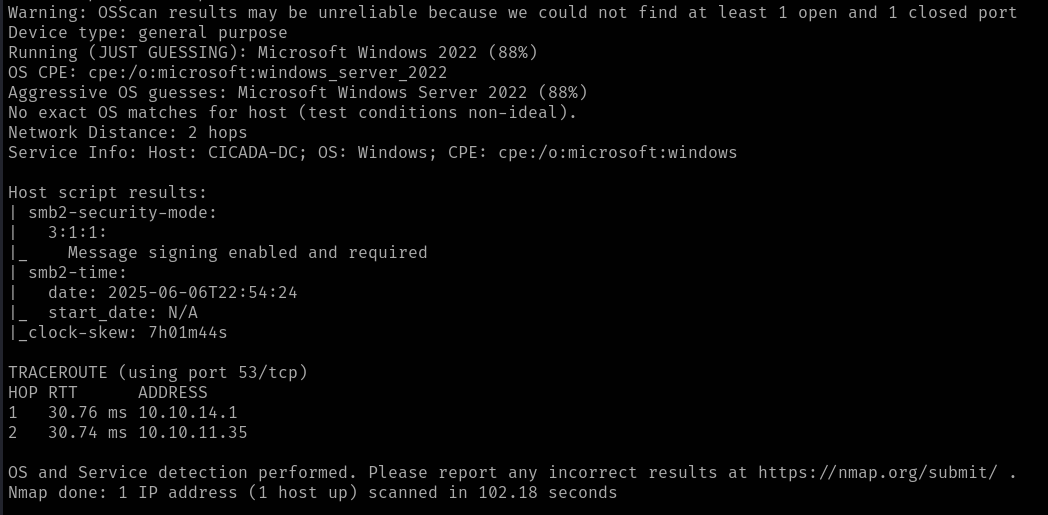 Warning: OSScan results may be unreliable because we could not find at least 1 open and 1 closed port
Device type: general purpose
Running (JUST GUESSING): Microsoft Windows 2022 (88%)
OS CPE: cpe:/o:microsoft:windows_server_2022
Aggressive OS guesses: Microsoft Windows Server 2022 (88%)
No exact OS matches for host (test conditions non-ideal).
Network Distance: 2 hops
Service Info: Host: CICADA-DC; OS: Windows; CPE: cpe:/o:microsoft:windows

Host script results:
| smb2-security-mode:
|   3:1:1:
|_    Message signing enabled and required
| smb2-time:
|   date: 2025-06-06T22:54:24
|_  start_date: N/A
|_clock-skew: 7h01m44s

TRACEROUTE (using port 53/tcp)
HOP RTT      ADDRESS
1   30.76 ms 10.10.14.1
2   30.74 ms 10.10.11.35

OS and Service detection performed. Please report any incorrect results at https://nmap.org/submit/ .
Nmap done: 1 IP address (1 host up) scanned in 102.18 seconds